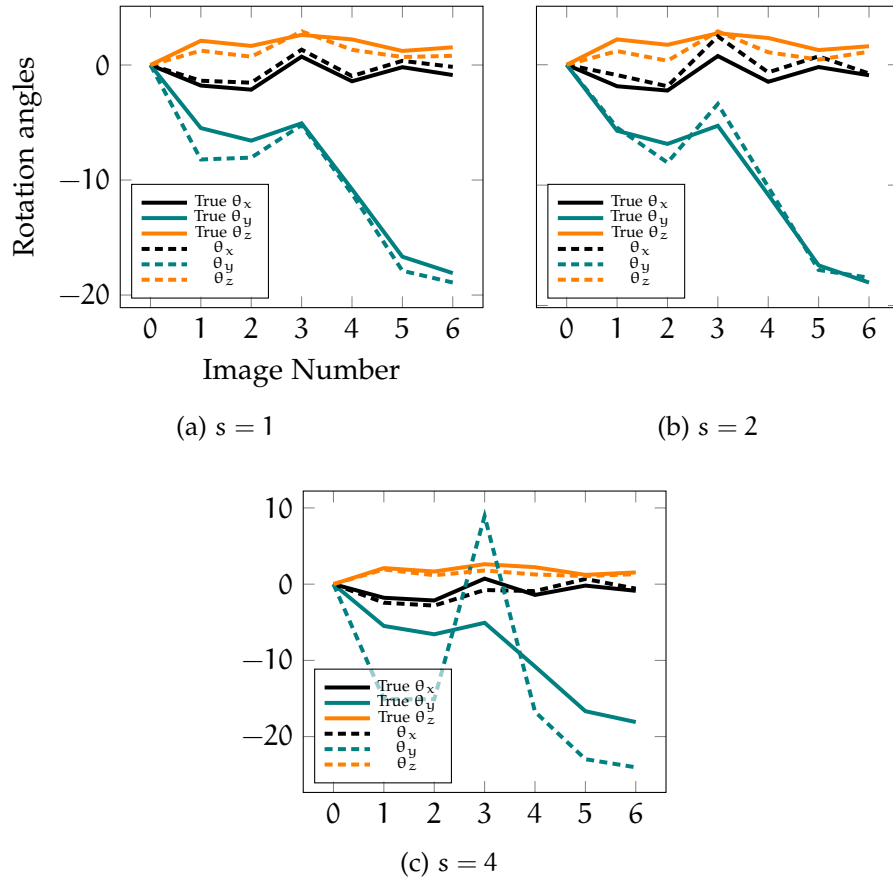 0
−10
−20
Rotation angles
True θx
True θy
True θz
θx
θy
θz
0 1 2 3 4 5 6
Image Number
(a) s = 1
True θx
True θy
True θz
θx
θy
θz
0 1 2 3 4 5 6
(b) s = 2
10
0
−10
−20
True θx
True θy
True θz
θx
θy
θz
0 1 2 3 4 5 6
(c) s = 4